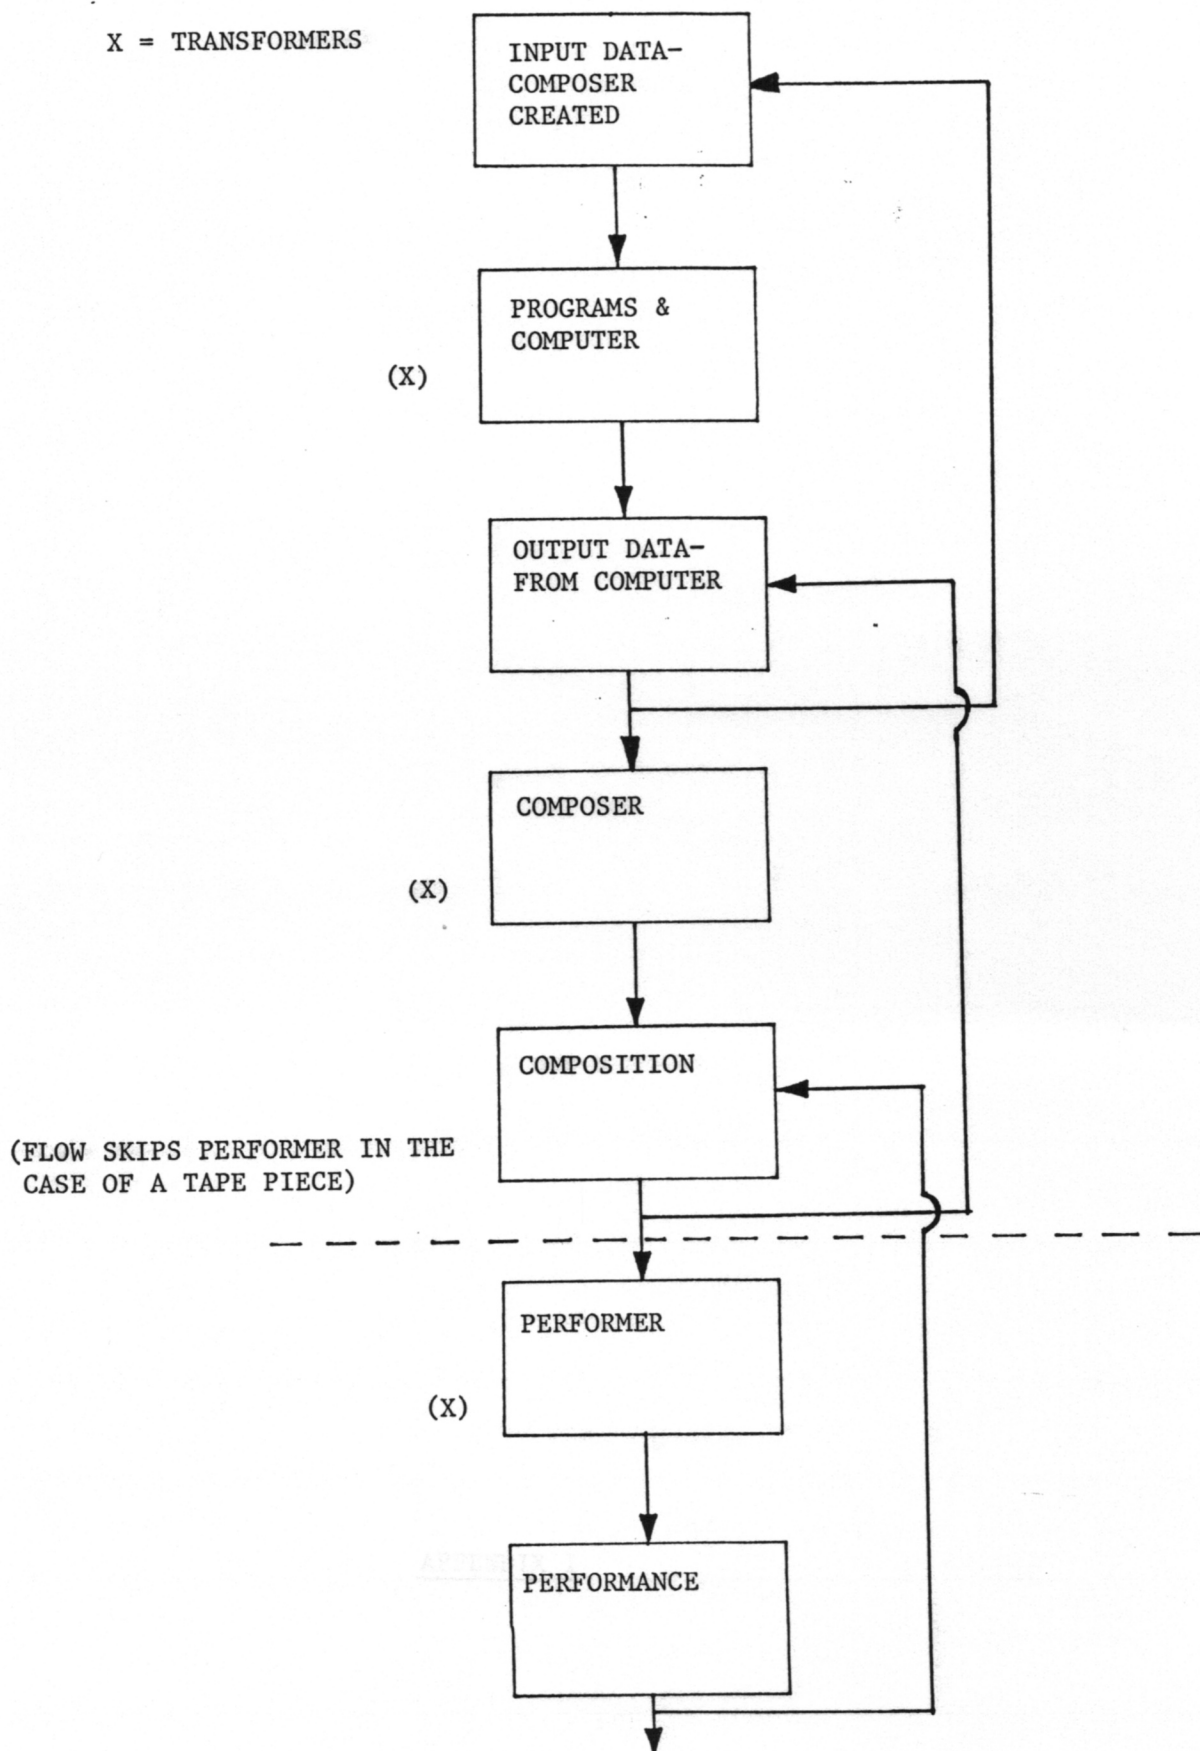 X = TRANSFORMERS
INPUT DATA-
COMPOSER
CREATED
PROGRAMS &
COMPUTER
(X)
OUTPUT DATA-
FROM COMPUTER
COMPOSER
(X)
COMPOSITION
(FLOW SKIPS PERFORMER IN THE
CASE OF A TAPE PIECE)
PERFORMER
(X)
PERFORMANCE